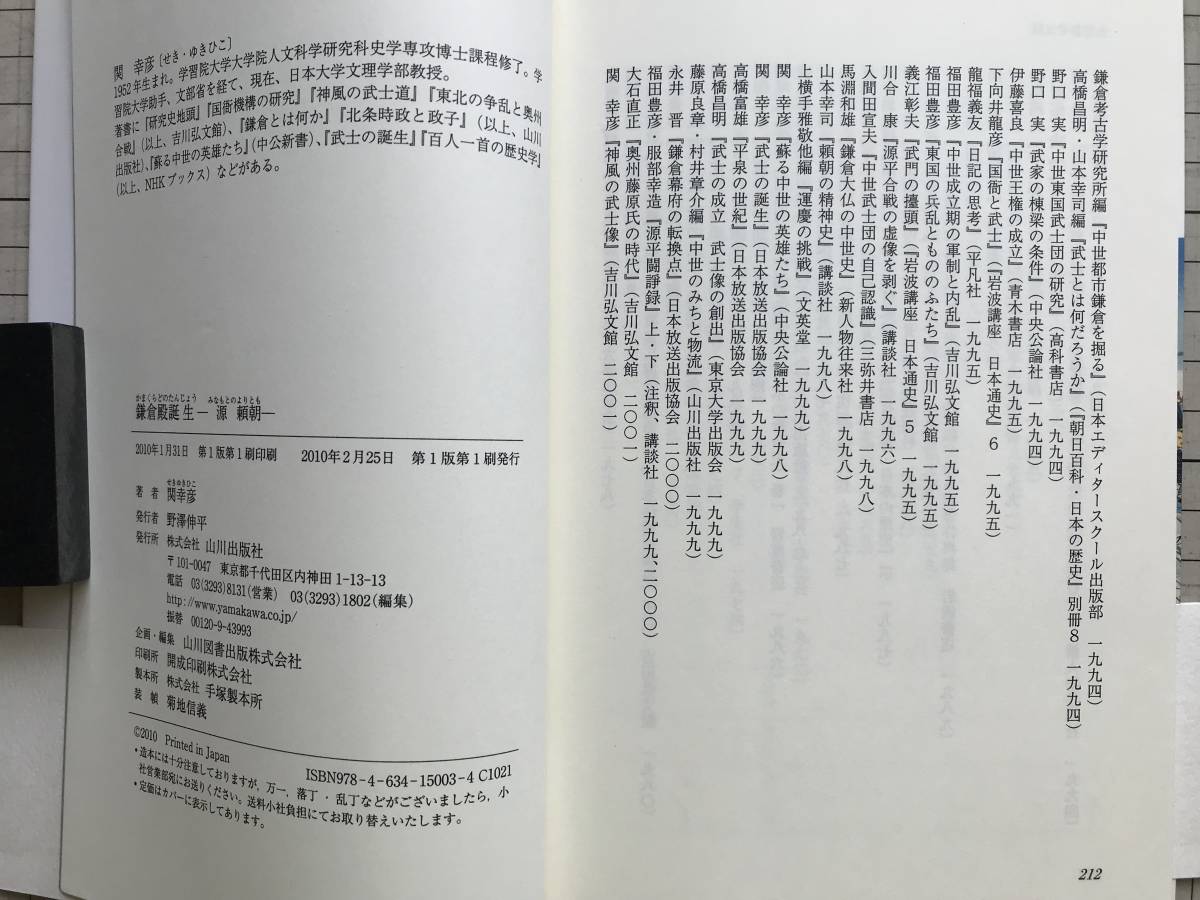 鎌倉考古学研究所編『中世都市鎌倉を掘る』(日本エディタースクール出版部 一九九四)
高橋昌明・山本幸司編『武士とは何だろうか』(『朝日百科・日本の歴史』別冊8 一九九四)
野口 実『中世東国武士団の研究』(高科書店 一九九四)
野口 実『武家の棟梁の条件』(中央公論社 一九九四)
伊藤喜良『中世王権の成立』(青木書店 一九九五)
下向井龍彦『国衙と武士』(『岩波講座 日本通史』6 一九九五)
龍福義友『日記の思考』(平凡社 一九九五)
福田豊彦『中世成立期の軍制と内乱』(吉川弘文館 一九九五)
福田豊彦『東国の兵乱ともののふたち』(吉川弘文館 一九九五)
義江彰夫『武門の擡頭』(『岩波講座 日本通史』5 一九九五)
川合 康『源平合戦の虚像を剥ぐ』(講談社 一九九六)
入間田宣夫『中世武士団の自己認識』(三弥井書店 一九九八)
馬淵和雄『鎌倉大仏の中世史』(新人物往来社 一九九八)
山本幸司『頼朝の精神史』(講談社 一九九八)
上横手雅敬他編『運慶の挑戦』(文英堂 一九九九)
関 幸彦『蘇る中世の英雄たち』(中央公論社 一九九八)
関 幸彦『武士の誕生』(日本放送出版協会 一九九九)
高橋富雄『平泉の世紀』(日本放送出版協会 一九九九)
高橋昌明『武士の成立 武士像の創出』(東京大学出版会 一九九九)
藤原良章・村井章介編『中世のみちと物流』(山川出版社 一九九九)
永井 晋『鎌倉幕府の転換点』(日本放送出版協会 二〇〇〇)
福田豊彦・服部幸造『源平闘諍録』上・下(注釈、講談社 一九九九、二〇〇〇)
大石直正『奥州藤原氏の時代』(吉川弘文館 二〇〇一)
関 幸彦『神風の武士像』(吉川弘文館 二〇〇一)
212
関 幸彦〔せき・ゆきひこ〕
1952年生まれ。学習院大学大学院人文科学研究科史学専攻博士課程修了。学
習院大学助手、文部省を経て、現在、日本大学文理学部教授。
著書に『研究史地頭』『国衙機構の研究』『神風の武士道』『東北の争乱と奥州
合戦』(以上、吉川弘文館)、『鎌倉とは何か』『北条時政と政子』(以上、山川
出版社)、『蘇る中世の英雄たち』(中公新書)、『武士の誕生』『百人一首の歴史学』
(以上、NHKブックス)などがある。
かまくらどのたんじょう みなもとのよりとも
鎌倉殿誕生―源 頼朝―
2010年1月31日 第1版第1刷印刷 2010年2月25日 第1版第1刷発行
せきゆきひこ
著者 関幸彦
発行者 野澤伸平
発行所 株式会社 山川出版社
〒101-0047 東京都千代田区内神田1-13-13
電話 03(3293)8131(営業) 03(3293)1802(編集)
http://www.yamakawa.co.jp/
振替 00120-9-43993
企画・編集 山川図書出版株式会社
印刷所 開成印刷株式会社
製本所 株式会社 手塚製本所
装幀 菊地信義
©2010 Printed in Japan
ISBN978-4-634-15003-4 C1021
・造本には十分注意しておりますが、万一、落丁・乱丁などがございましたら、小
社営業部宛にお送りください。送料小社負担にてお取り替えいたします。
・定価はカバーに表示してあります。